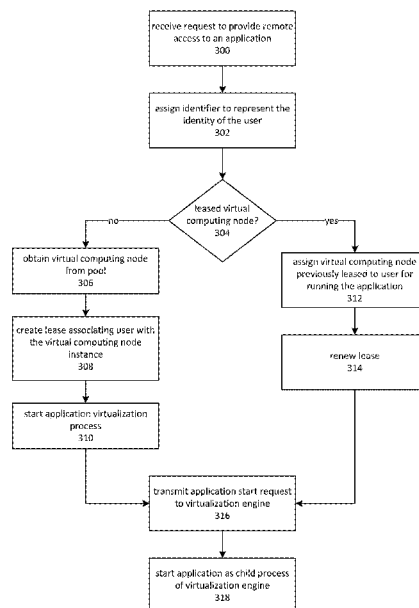 receive request to provide remote
access to an application
300
assign identifier to represent the
identity of the user
302
leased virtual
computing node?
304
no
yes
obtain virtual computing node
from pool
306
assign virtual computing node
previously leased to user for
running the application
312
create lease associating user with
the virtual computing node
instance
308
renew lease
314
start application virtualization
process
310
transmit application start request
to virtualization engine
316
start application as child process
of virtualization engine
318